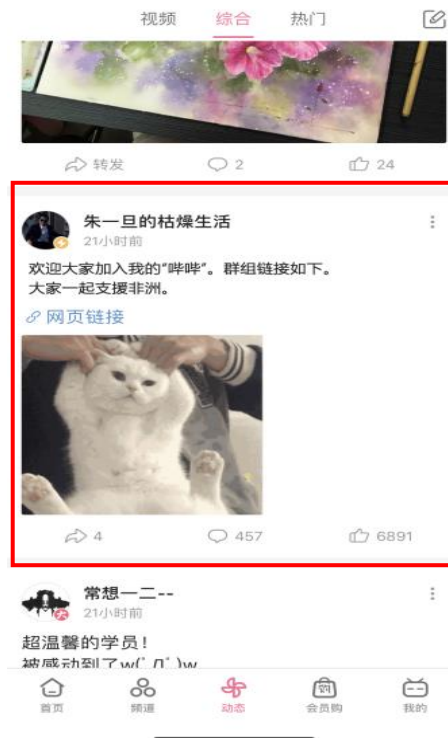 视频 综合 热门
转发 2 24
朱一旦的枯燥生活
21小时前
欢迎大家加入我的“哔哔”。群组链接如下。
大家一起支援非洲。
网页链接
4 457 6891
常想一二--
21小时前
超温馨的学员!
被感动到了w(ﾟДﾟ)w
首页 频道 动态 会员购 我的